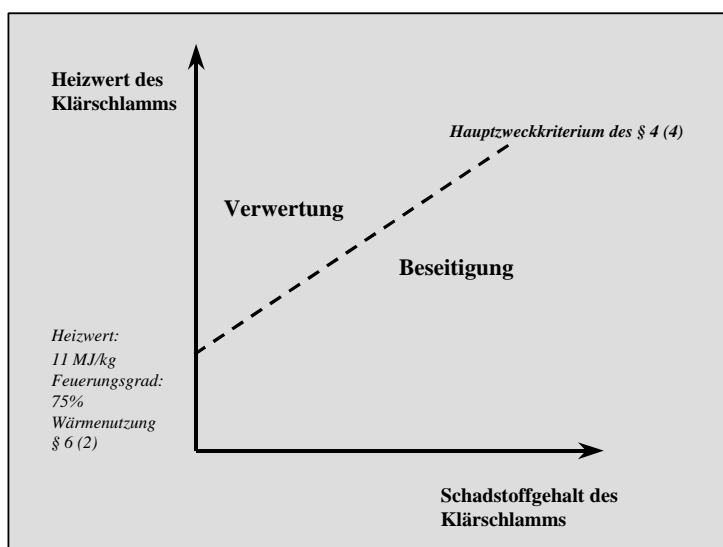 Heizwert des
Klärschlamms
Hauptzweckkriterium des § 4 (4)
Verwertung
Beseitigung
Heizwert:
11 MJ/kg
Feuerungsgrad:
75%
Wärmenutzung
§ 6 (2)
Schadstoffgehalt des
Klärschlamms